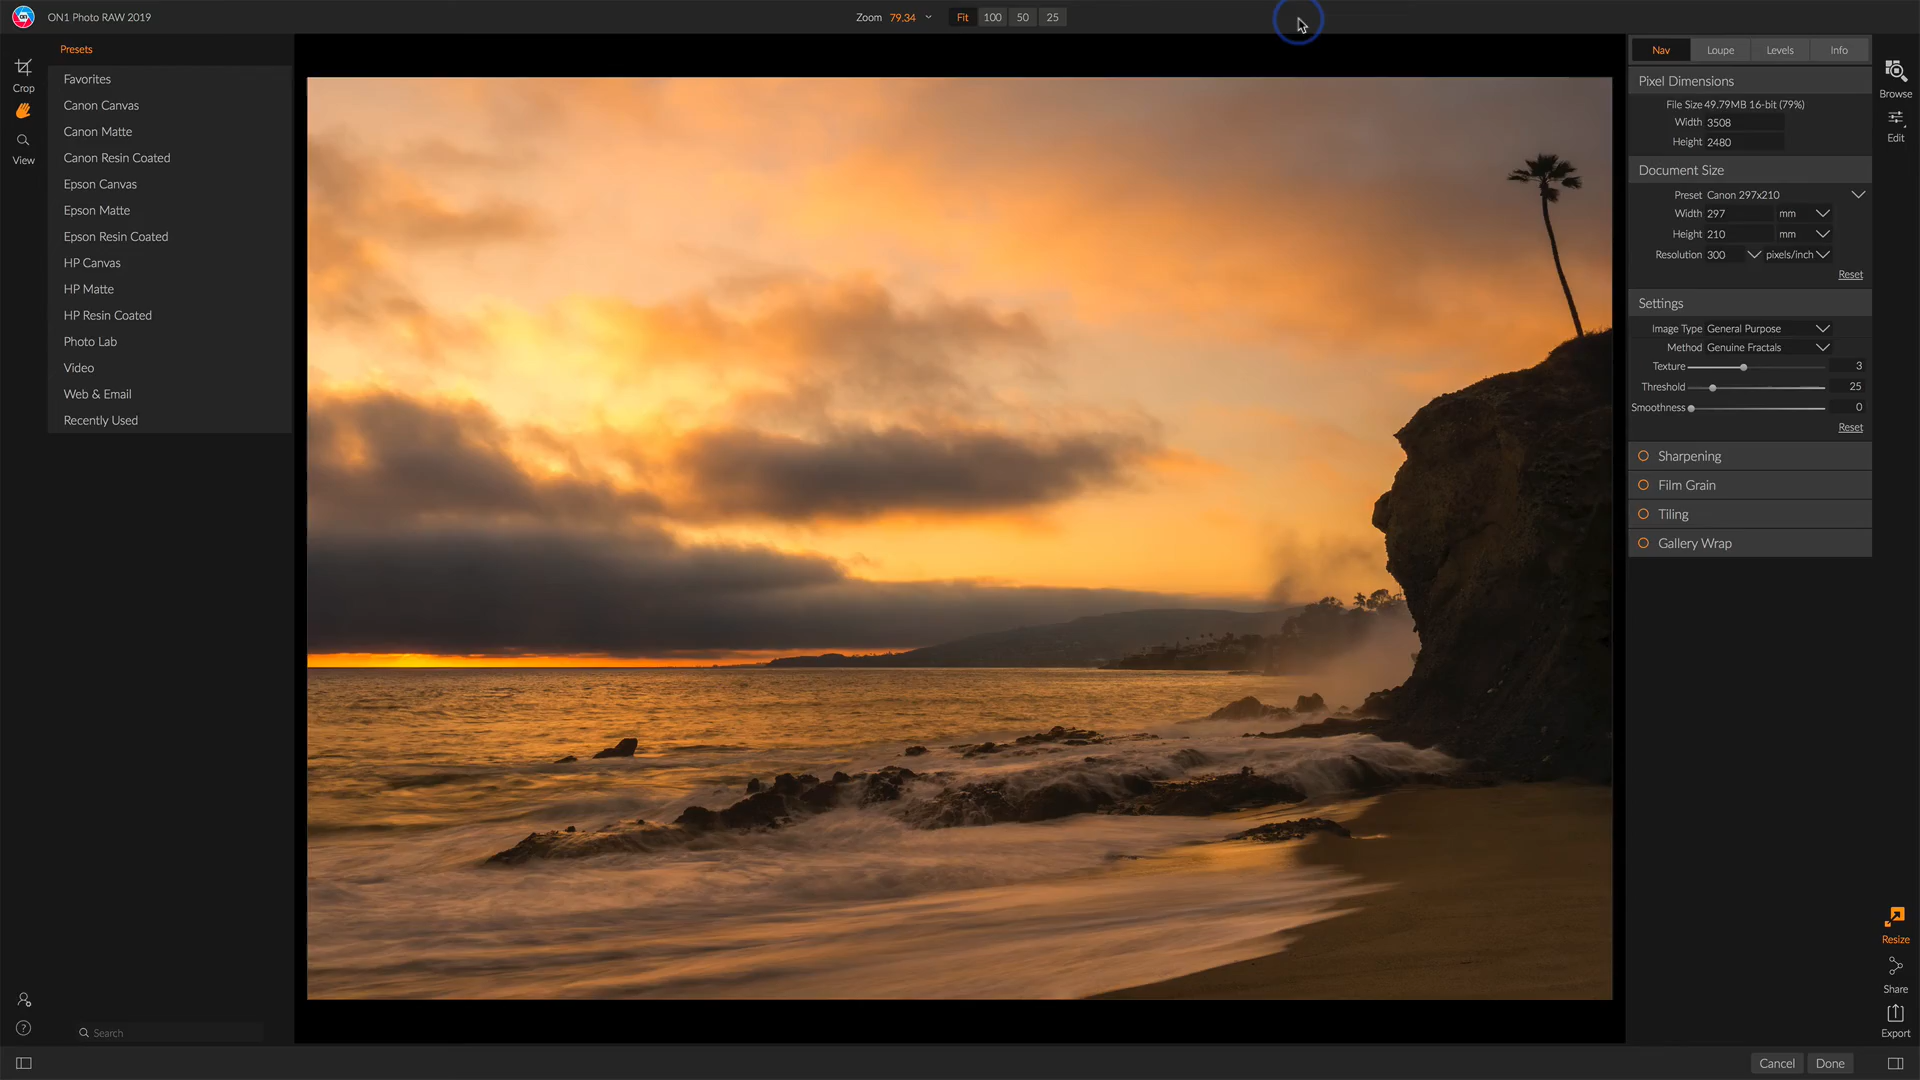 ON1 Photo RAW 2019
Zoom 79.34 Fit 100 50 25
Crop
View
Presets
Favorites
Canon Canvas
Canon Matte
Canon Resin Coated
Epson Canvas
Epson Matte
Epson Resin Coated
HP Canvas
HP Matte
HP Resin Coated
Photo Lab
Video
Web & Email
Recently Used
Search
Nav Loupe Levels Info
Pixel Dimensions
File Size 49.79MB 16-bit (79%)
Width 3508
Height 2480
Document Size
Preset Canon 297x210
Width 297 mm
Height 210 mm
Resolution 300 pixels/inch
Reset
Settings
Image Type General Purpose
Method Genuine Fractals
Texture 3
Threshold 25
Smoothness 0
Reset
Sharpening
Film Grain
Tiling
Gallery Wrap
Browse
Edit
Resize
Share
Export
Cancel Done